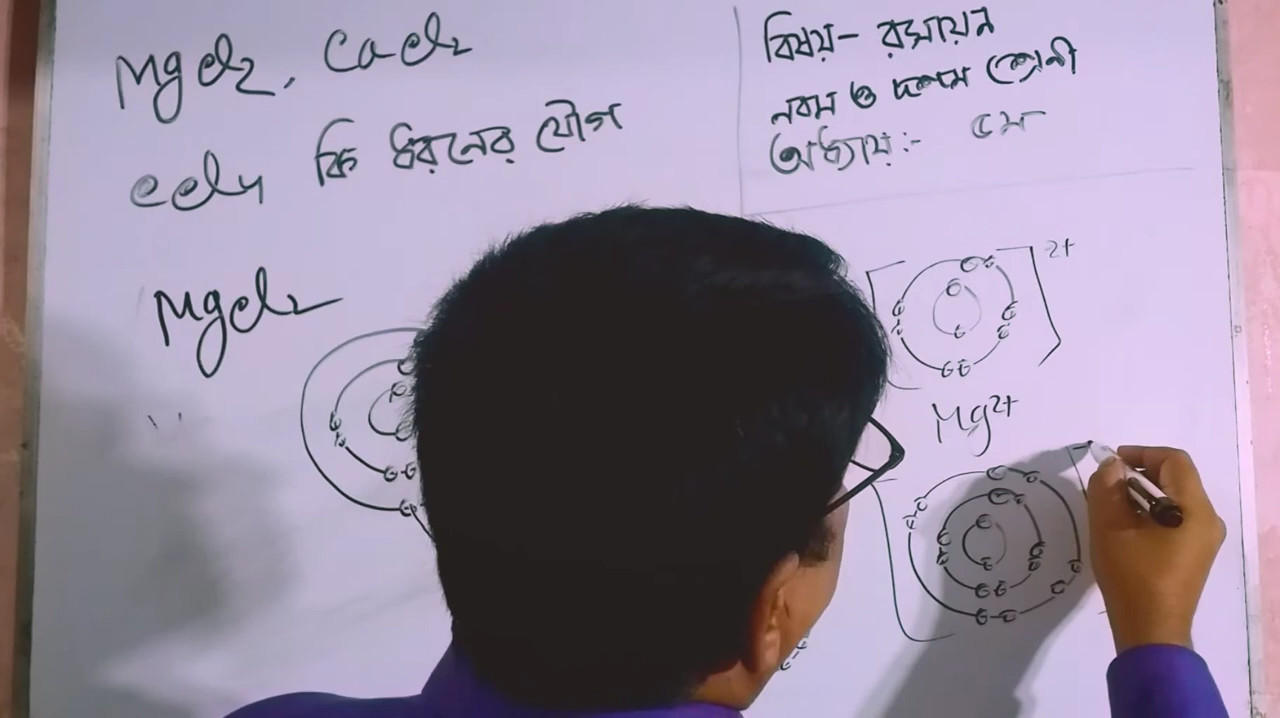 MgCl₂, CaCl₂
CCl₄ কি ধরনের যৌগ
বিষয়- রসায়ন
নবম ও দশম শ্রেনী
অধ্যায়:- ৫ম
MgCl₂
2+
Mg²⁺